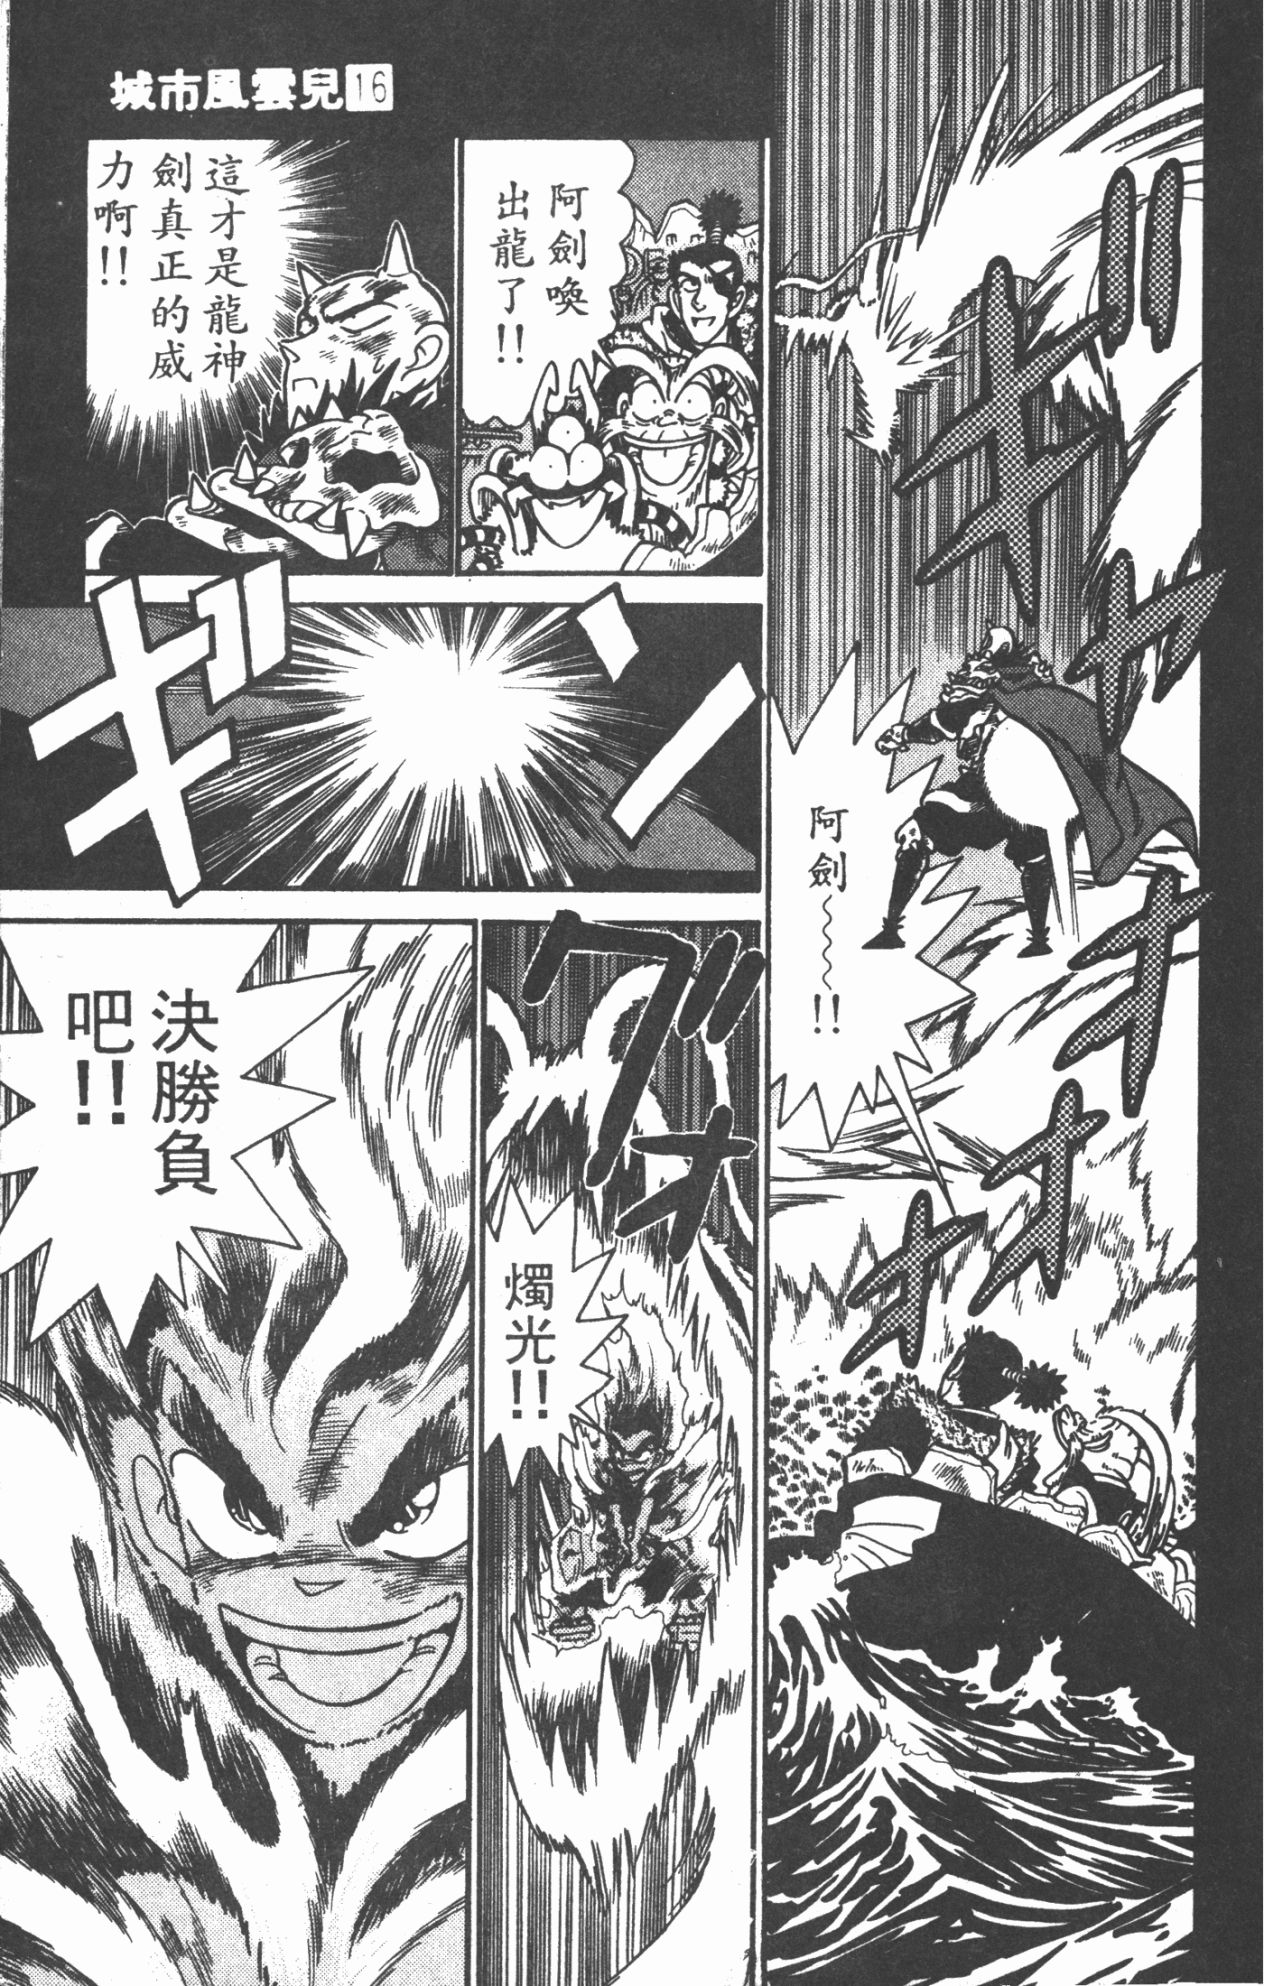 城市風雲兒16
ギャオオオオ
阿劍～～!!
阿劍喚
出龍了!!
這才是龍神
劍真正的威
力啊!!
ギン
グオ
燭光!!
決勝負
吧!!